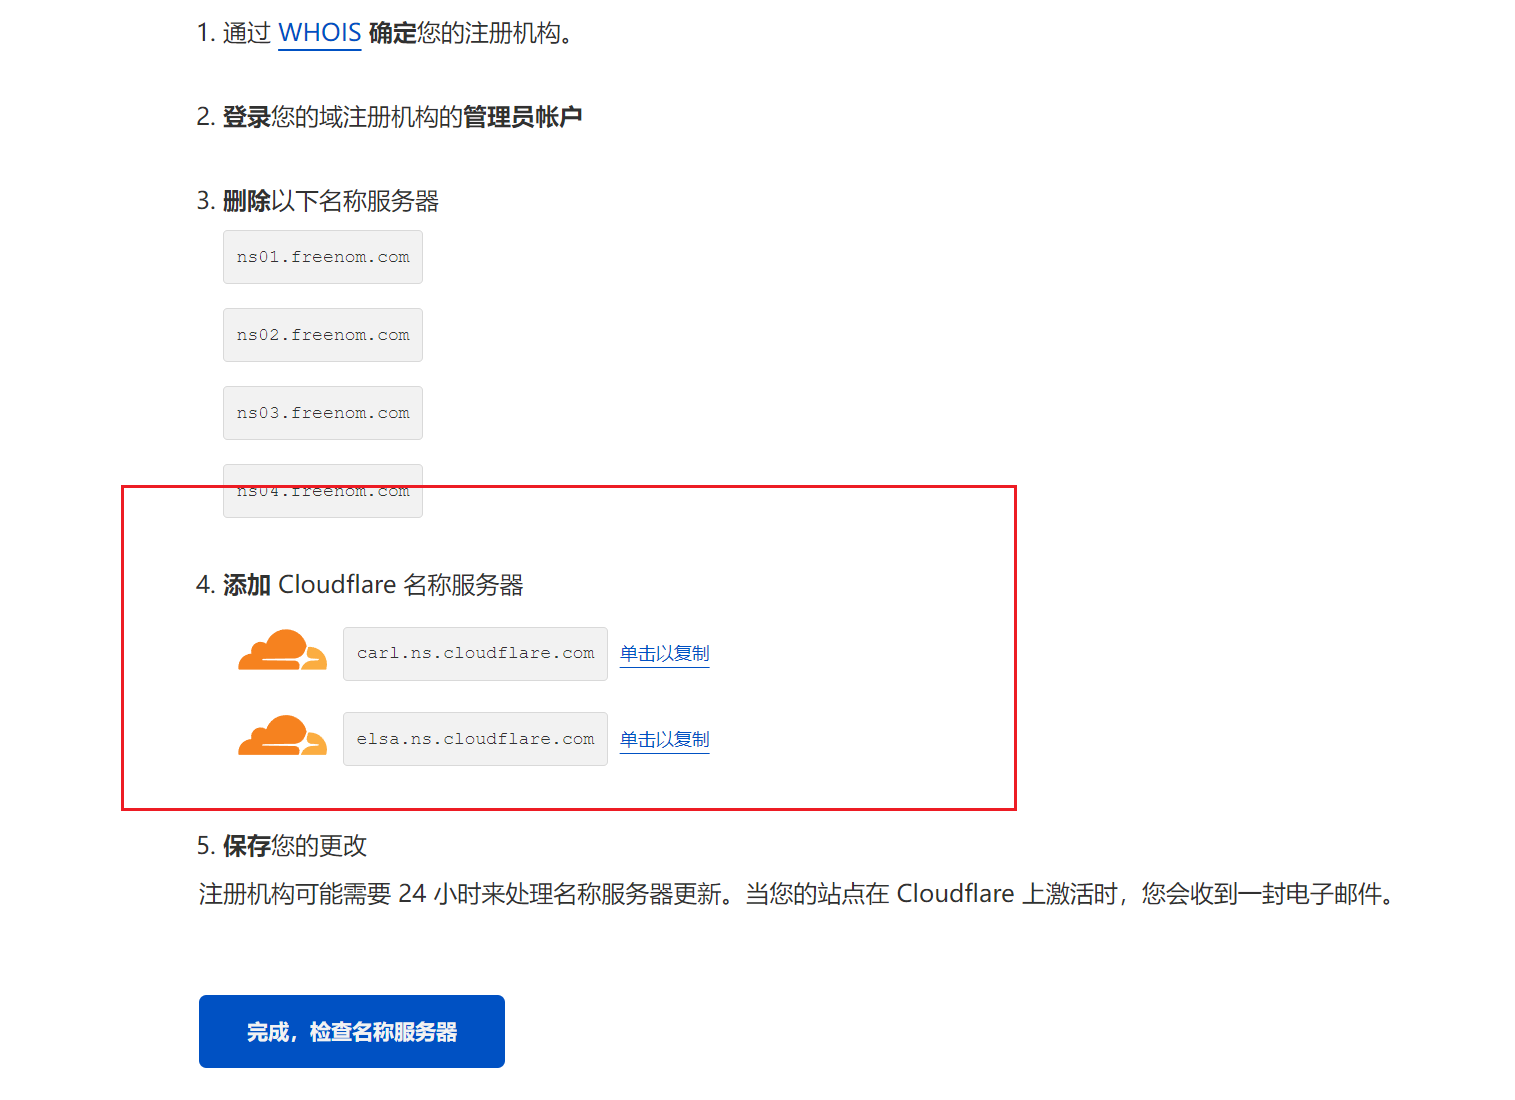 1. 通过 WHOIS 确定您的注册机构。
2. 登录您的域注册机构的管理员帐户
3. 删除以下名称服务器
ns01.freenom.com
ns02.freenom.com
ns03.freenom.com
ns04.freenom.com
4. 添加 Cloudflare 名称服务器
carl.ns.cloudflare.com 单击以复制
elsa.ns.cloudflare.com 单击以复制
5. 保存您的更改
注册机构可能需要 24 小时来处理名称服务器更新。当您的站点在 Cloudflare 上激活时，您会收到一封电子邮件。
完成，检查名称服务器